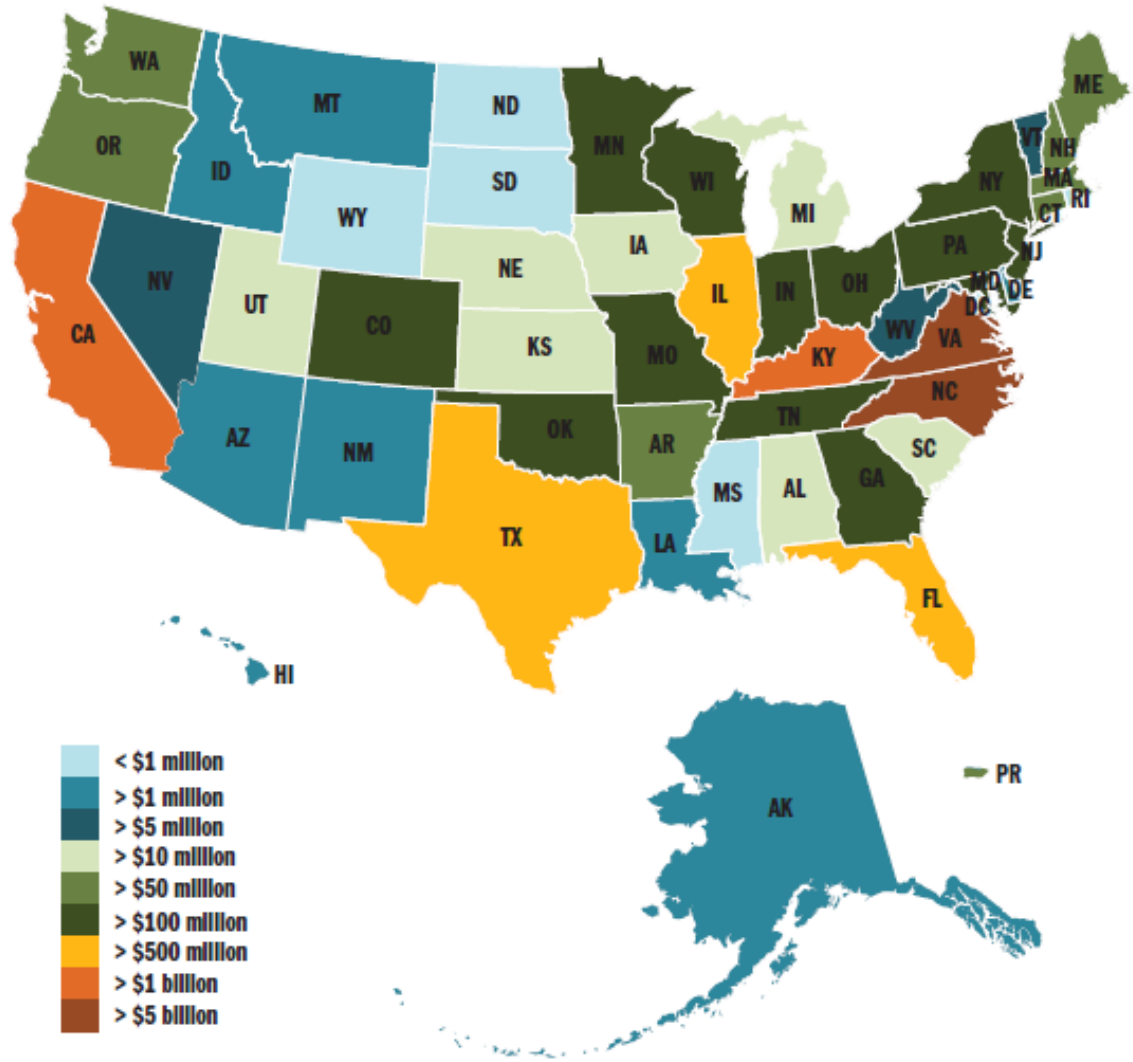 WA
MT
ND
ME
OR
MN
VT
NH
ID
SD
WI
NY
MA
WY
MI
RI
CT
IA
PA
NJ
NE
NV
UT
IL
IN
OH
MD
DE
DC
CO
WV
CA
KS
MO
KY
VA
NC
AZ
NM
OK
AR
TN
SC
MS
AL
GA
TX
LA
FL
HI
< $1 million
> $1 million
> $5 million
> $10 million
> $50 million
> $100 million
> $500 million
> $1 billion
> $5 billion
AK
PR